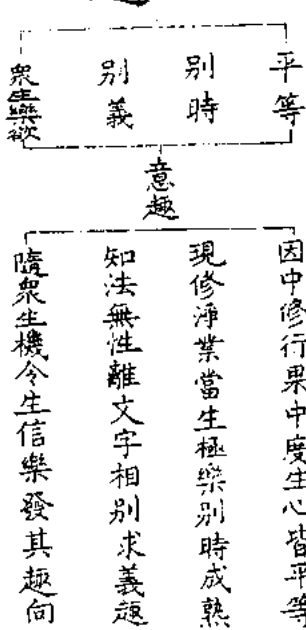 平等
別時
別義
衆生樂欲
意趣
因中修行果中度生心皆平等
現修淨業當生極樂別時成熟
知法無性離文字相別求義趣
隨衆生機令生信樂發其趣向